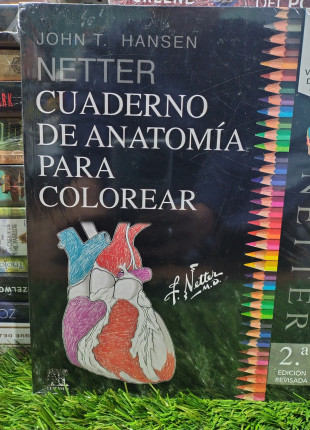 JOHN T. HANSEN
NETTER
CUADERNO
DE ANATOMÍA
PARA
COLOREAR
F. Netter
M.D.
NETTER
2.ª
EDICIÓN
REVISADA